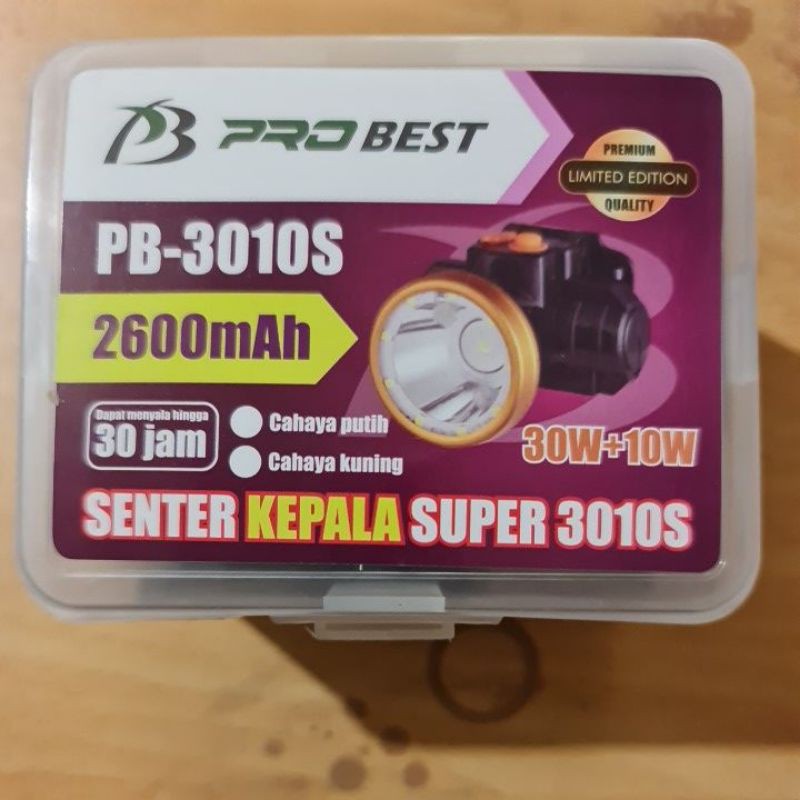 PB PRO BEST
PREMIUM
LIMITED EDITION
QUALITY
PB-3010S
2600mAh
Dapat menyala hingga
30 jam
Cahaya putih
Cahaya kuning
30W+10W
SENTER KEPALA SUPER 3010S